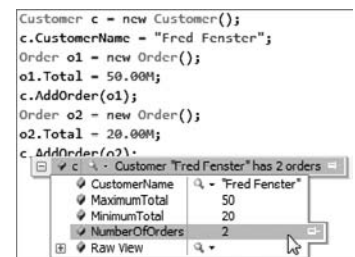 Customer c = new Customer();
c.CustomerName = "Fred Fenster";
Order o1 = new Order();
o1.Total = 50.00M;
c.AddOrder(o1);
Order o2 = new Order();
o2.Total = 20.00M;
c.AddOrder(o2);
c Customer "Fred Fenster" has 2 orders
CustomerName "Fred Fenster"
MaximumTotal 50
MinimumTotal 20
NumberOfOrders 2
Raw View